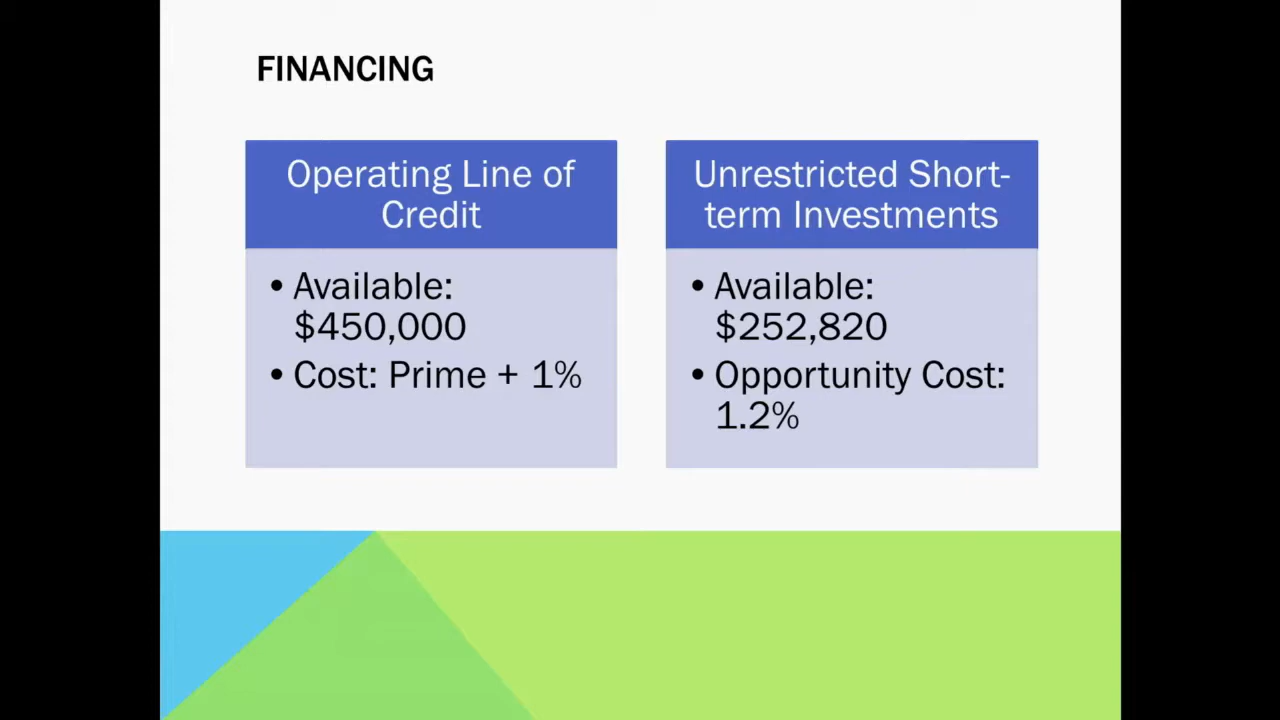 FINANCING
Operating Line of
Credit
• Available:
$450,000
• Cost: Prime + 1%
Unrestricted Short-
term Investments
• Available:
$252,820
• Opportunity Cost:
1.2%